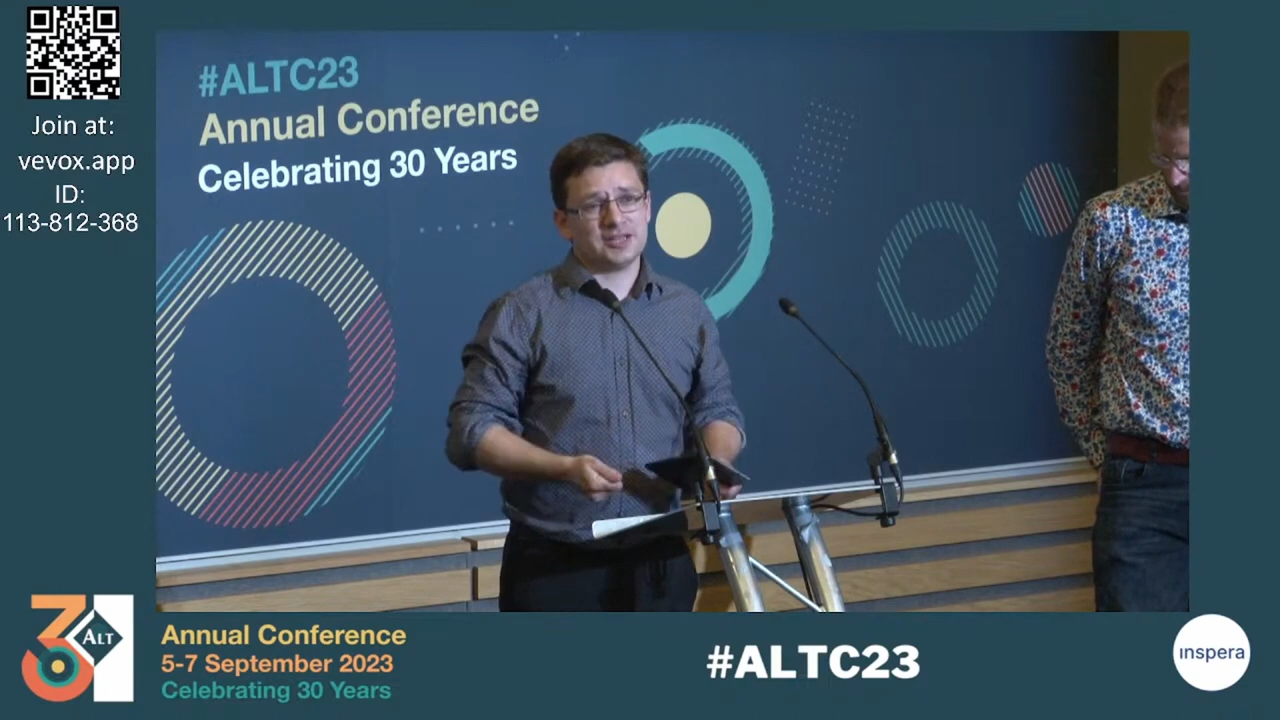 Join at:
vevox.app
ID:
113-812-368
#ALTC23
Annual Conference
Celebrating 30 Years
ALT
Annual Conference
5-7 September 2023
Celebrating 30 Years
#ALTC23
inspera